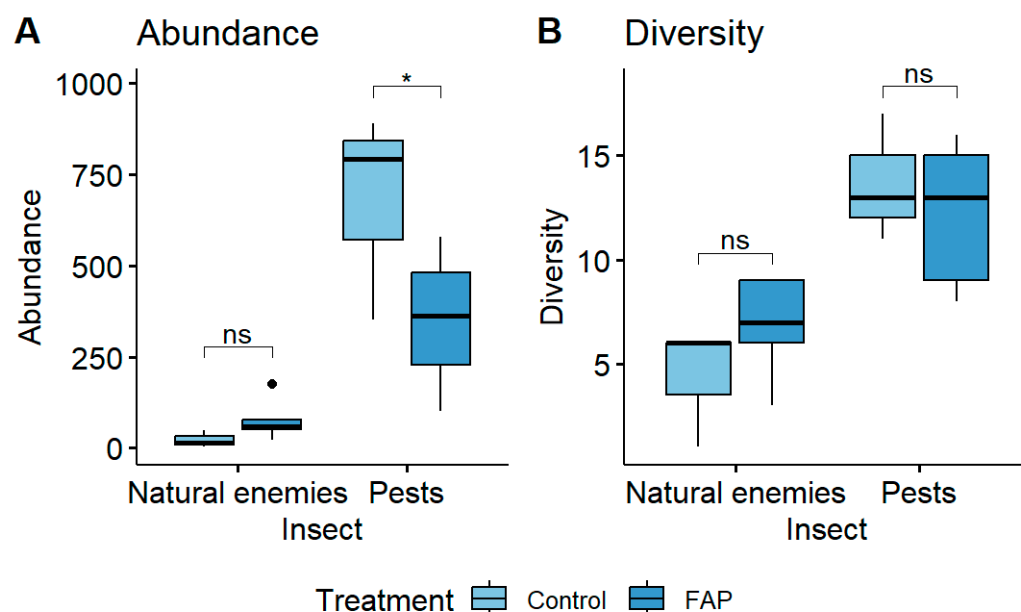 A Abundance
Abundance
1000
750
500
250
0
ns
*
Natural enemies Pests
Insect
B Diversity
Diversity
15
10
5
ns
ns
Natural enemies Pests
Insect
Treatment Control FAP